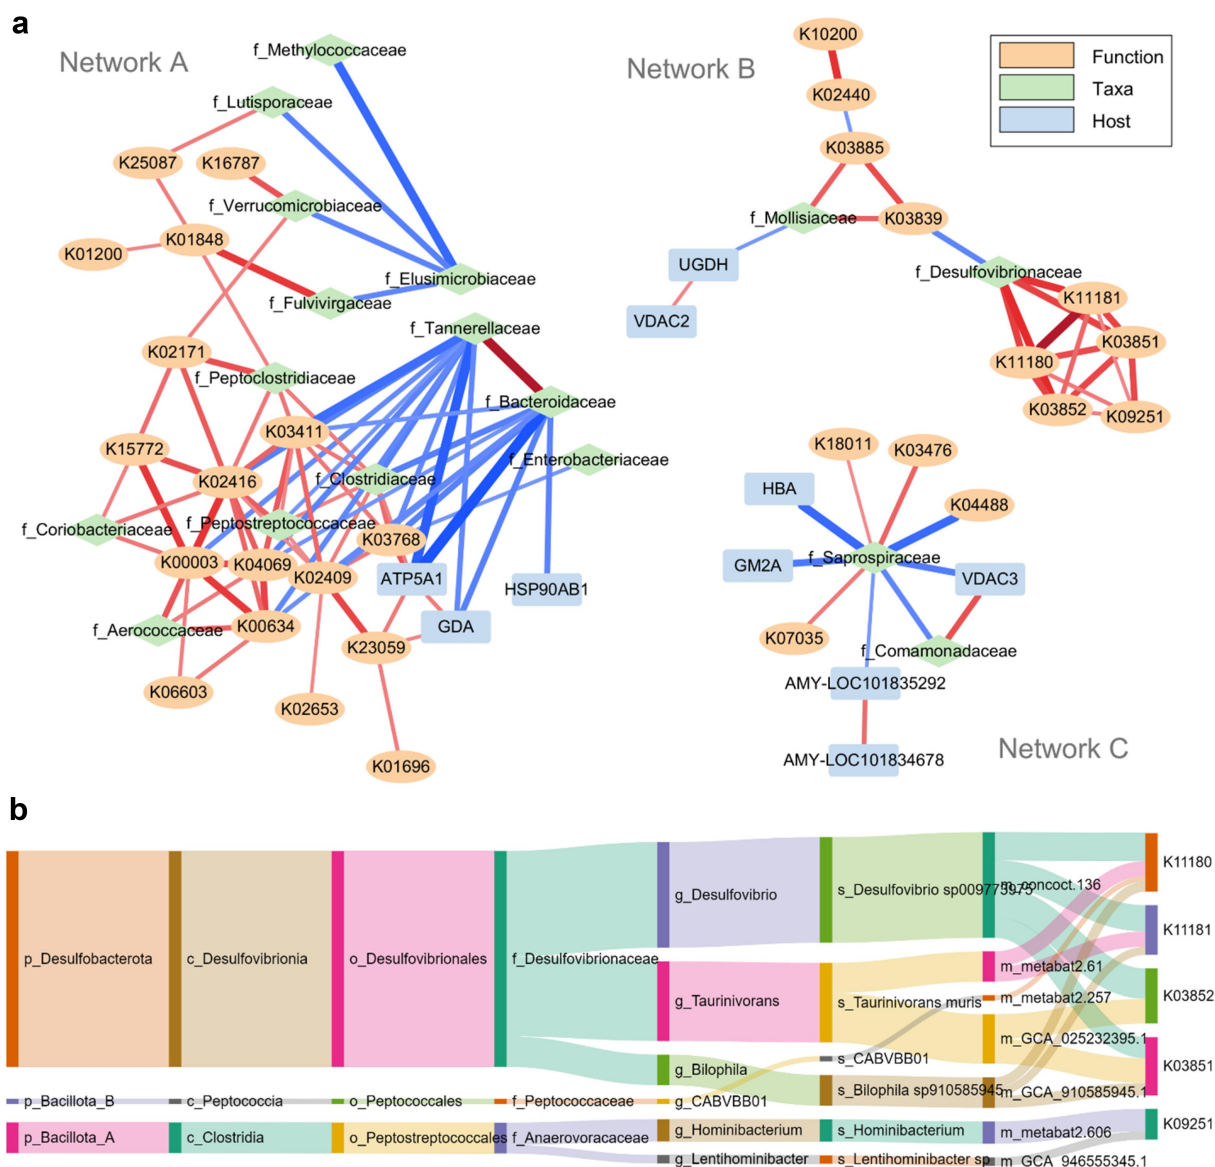 a
Network A
f_Methylococcaceae
f_Lutisporaceae
K25087
K16787
f_Verrucomicrobiaceae
K01200
K01848
f_Elusimicrobiaceae
f_Fulvivirgaceae
f_Tannerellaceae
K02171
f_Peptoclostridiaceae
f_Bacteroidaceae
K03411
K15772
f_Enterobacteriaceae
K02416
f_Clostridiaceae
f_Coriobacteriaceae
f_Peptostreptococcaceae
K03768
K00003
K04069
K02409
ATP5A1
HSP90AB1
f_Aerococcaceae
K00634
GDA
K23059
K06603
K02653
K01696
Network B
K10200
K02440
K03885
f_Mollisiaceae
K03839
UGDH
VDAC2
f_Desulfovibrionaceae
K11181
K03851
K11180
K03852
K09251
Function
Taxa
Host
K18011
K03476
HBA
K04488
f_Saprospiraceae
GM2A
VDAC3
K07035
f_Comamonadaceae
AMY-LOC101835292
AMY-LOC101834678
Network C
b
p_Desulfobacterota
c_Desulfovibrionia
o_Desulfovibrionales
f_Desulfovibrionaceae
g_Desulfovibrio
s_Desulfovibrio sp009773975
m_concoct.136
K11180
K11181
g_Taurinivorans
s_Taurinivorans muris
m_metabat2.61
m_metabat2.257
K03852
m_GCA_025232395.1
g_Bilophila
s_CABVBB01
K03851
s_Bilophila sp910585945
m_GCA_910585945.1
p_Bacillota_B
c_Peptococcia
o_Peptococcales
f_Peptococcaceae
g_CABVBB01
p_Bacillota_A
c_Clostridia
o_Peptostreptococcales
f_Anaerovoracaceae
g_Hominibacterium
s_Hominibacterium
m_metabat2.606
K09251
g_Lentihominibacter
s_Lentihominibacter sp
m_GCA_946555345.1